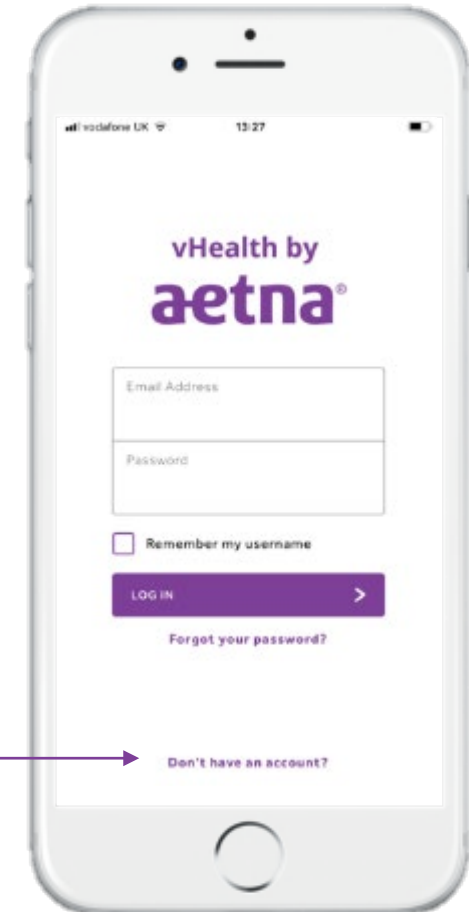 vodafone UK 13:27
vHealth by
aetna®
Email Address
Password
Remember my username
LOG IN
Forgot your password?
Don't have an account?